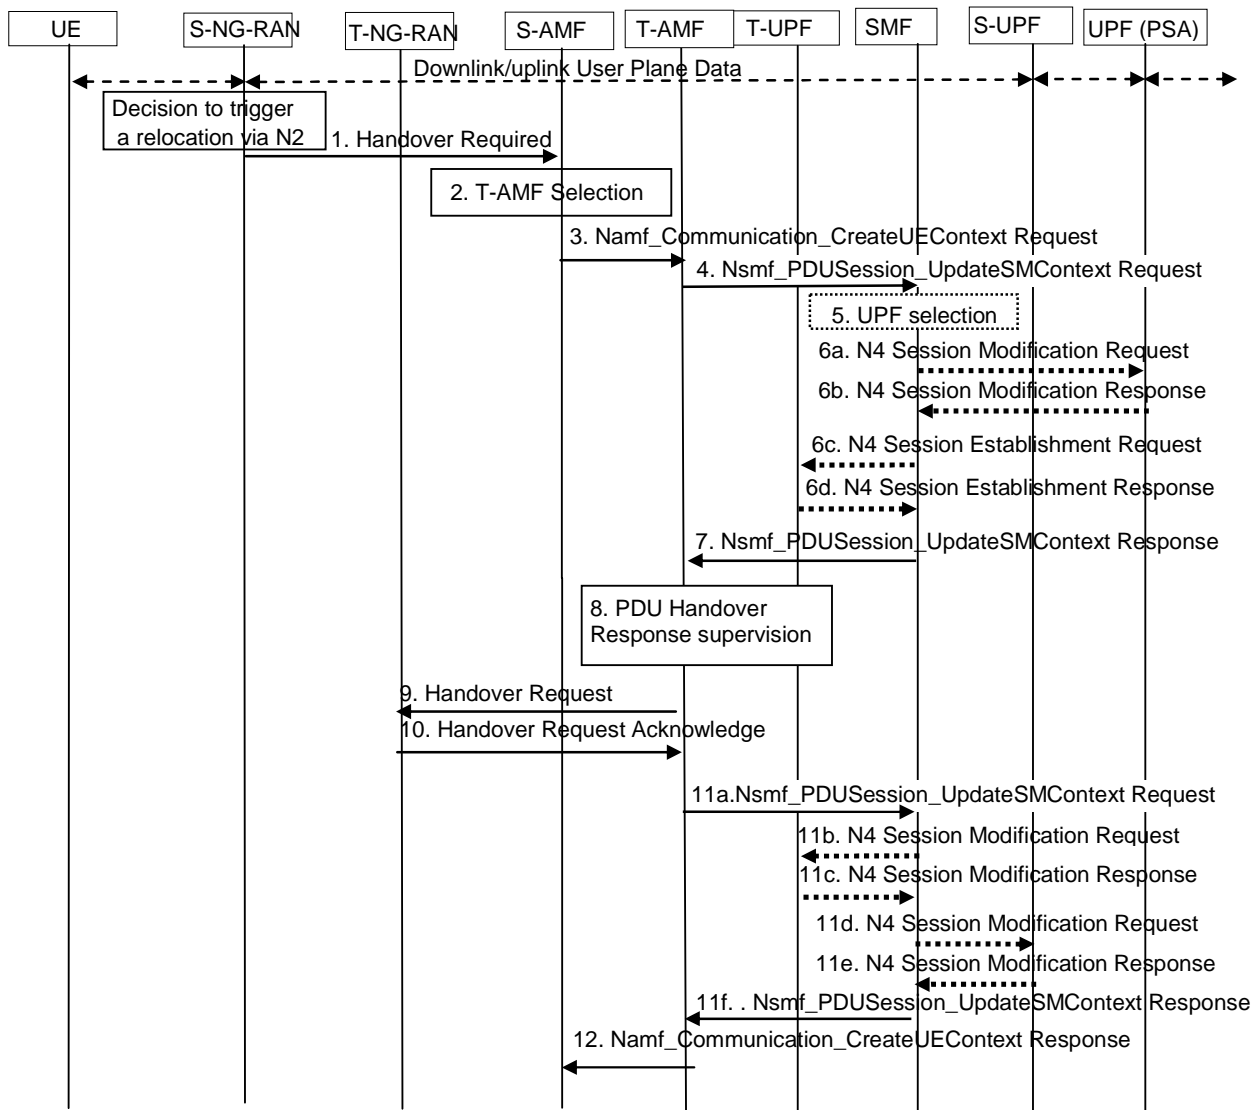 UE
S-NG-RAN
T-NG-RAN
S-AMF
T-AMF
T-UPF
SMF
S-UPF
UPF (PSA)
Downlink/uplink User Plane Data
Decision to trigger
a relocation via N2
1. Handover Required
2. T-AMF Selection
3. Namf_Communication_CreateUEContext Request
4. Nsmf_PDUSession_UpdateSMContext Request
5. UPF selection
6a. N4 Session Modification Request
6b. N4 Session Modification Response
6c. N4 Session Establishment Request
6d. N4 Session Establishment Response
7. Nsmf_PDUSession_UpdateSMContext Response
8. PDU Handover
Response supervision
9. Handover Request
10. Handover Request Acknowledge
11a.Nsmf_PDUSession_UpdateSMContext Request
11b. N4 Session Modification Request
11c. N4 Session Modification Response
11d. N4 Session Modification Request
11e. N4 Session Modification Response
11f. . Nsmf_PDUSession_UpdateSMContext Response
12. Namf_Communication_CreateUEContext Response